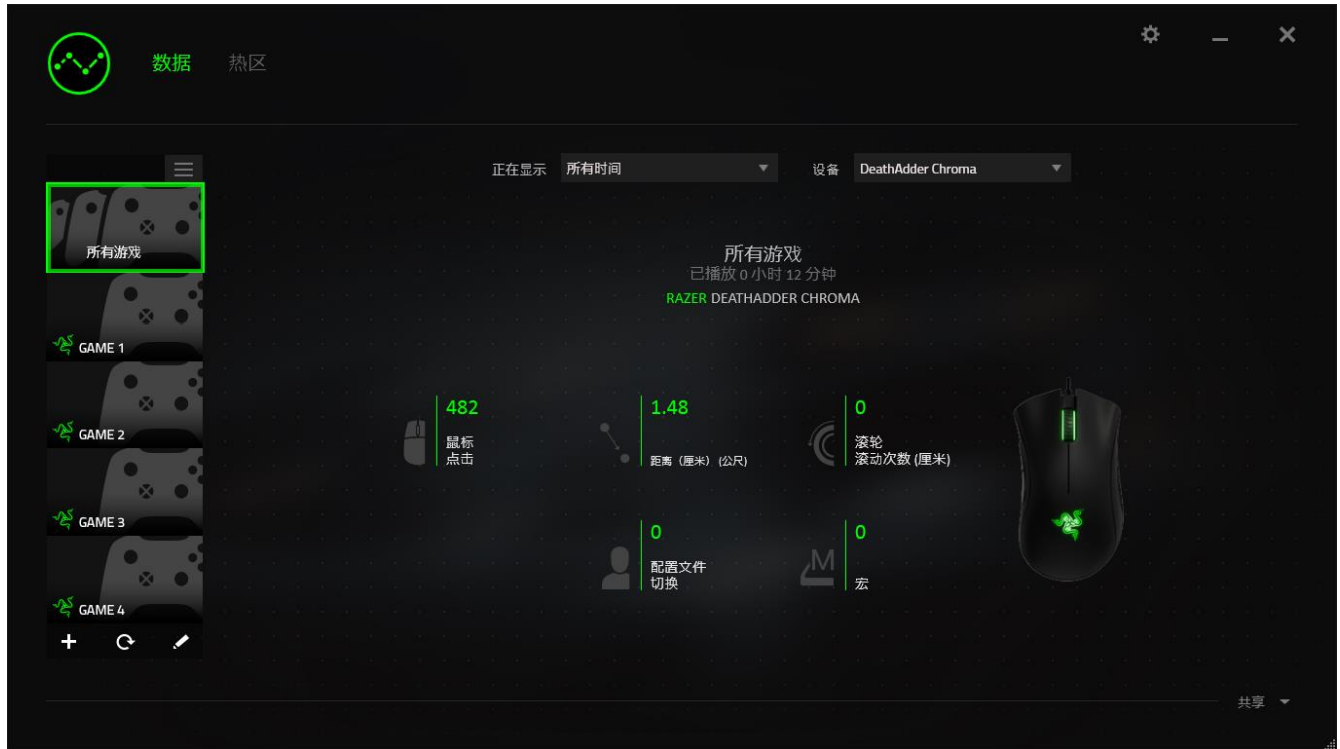 数据 热区
正在显示 所有时间 设备 DeathAdder Chroma
所有游戏
GAME 1
GAME 2
GAME 3
GAME 4
所有游戏
已播放 0 小时 12 分钟
RAZER DEATHADDER CHROMA
482
鼠标
点击
1.48
距离（厘米）(公尺)
0
滚轮
滚动次数 (厘米)
0
配置文件
切换
M
0
宏
共享